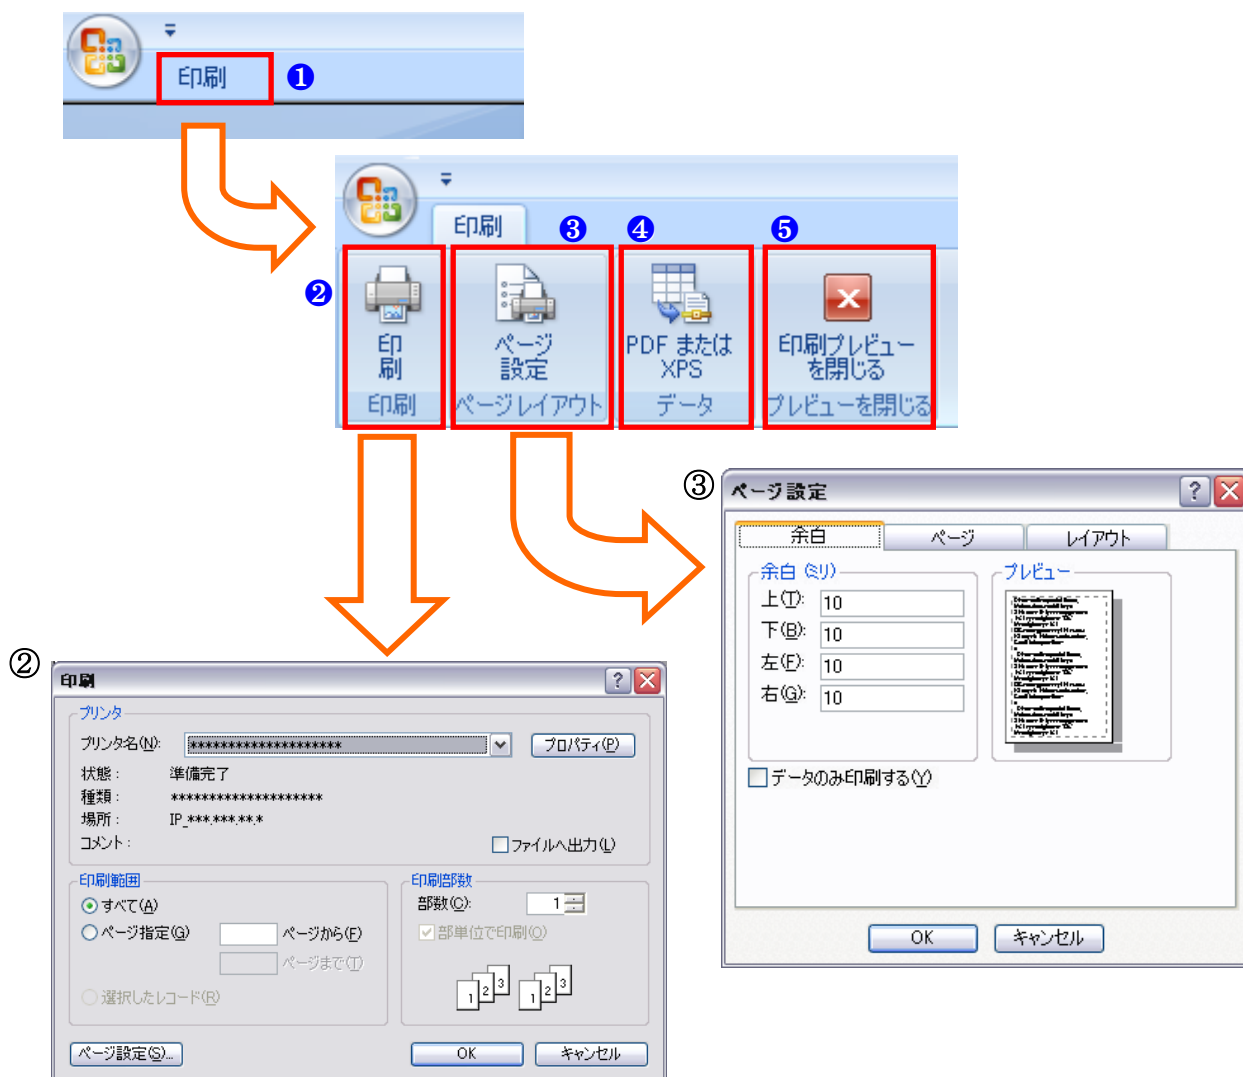 印刷
❶
印刷
❸
❹
❺
❷
印
刷
ページ
設定
PDF または
XPS
印刷プレビュー
を閉じる
印刷
ページ レイアウト
データ
プレビューを閉じる
③
ページ設定
余白
ページ
レイアウト
余白 (ミリ)
上(T): 10
下(B): 10
左(F): 10
右(G): 10
プレビュー
データのみ印刷する(Y)
OK
キャンセル
②
印刷
プリンタ
プリンタ名(N): ********************
プロパティ(P)
状態: 準備完了
種類: ********************
場所: IP_***.***.**.*
コメント:
ファイルへ出力(L)
印刷範囲
すべて(A)
ページ指定(G) ページから(F)
ページまで(T)
選択したレコード(R)
印刷部数
部数(C): 1
部単位で印刷(O)
1 2 3 1 2 3
ページ設定(S)...
OK
キャンセル